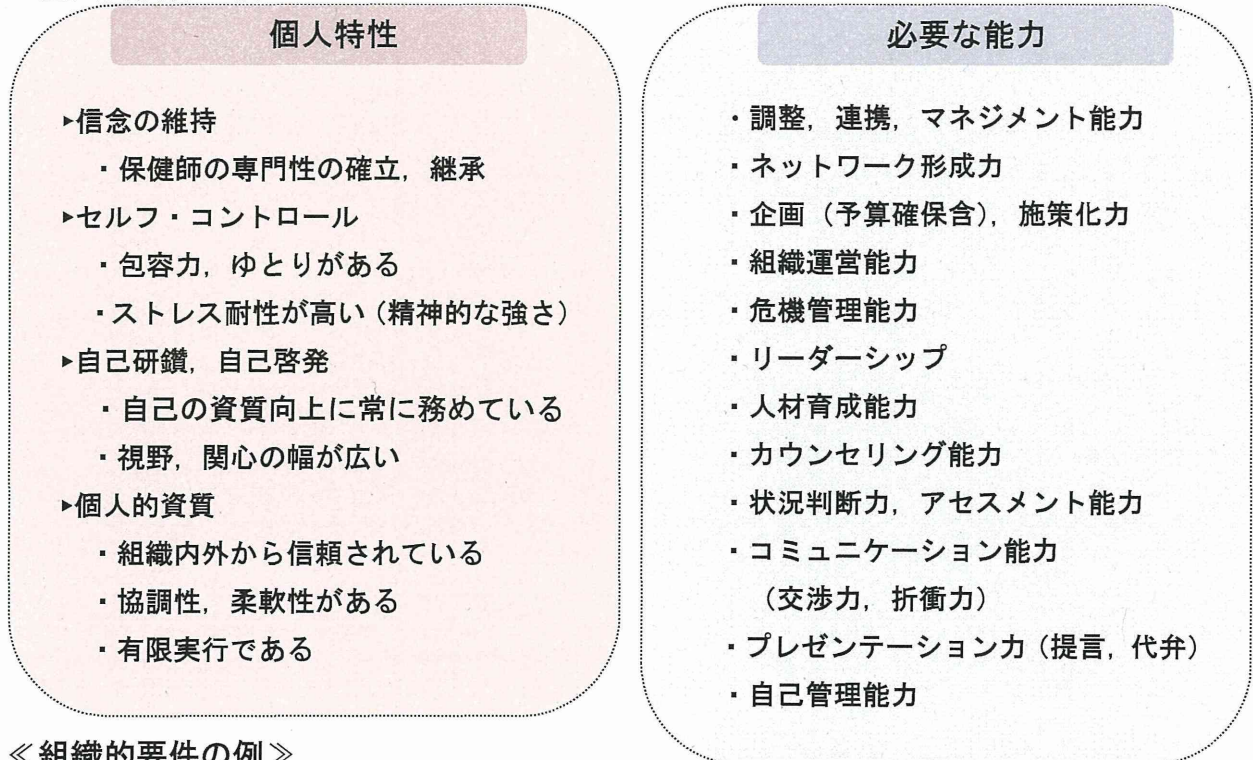 個人特性
▸信念の維持
・保健師の専門性の確立，継承
▸セルフ・コントロール
・包容力，ゆとりがある
・ストレス耐性が高い（精神的な強さ）
▸自己研鑽，自己啓発
・自己の資質向上に常に務めている
・視野，関心の幅が広い
▸個人的資質
・組織内外から信頼されている
・協調性，柔軟性がある
・有限実行である
必要な能力
・調整，連携，マネジメント能力
・ネットワーク形成力
・企画（予算確保含），施策化力
・組織運営能力
・危機管理能力
・リーダーシップ
・人材育成能力
・カウンセリング能力
・状況判断力，アセスメント能力
・コミュニケーション能力
（交渉力，折衝力）
・プレゼンテーション力（提言，代弁）
・自己管理能力
≪組織的要件の例≫